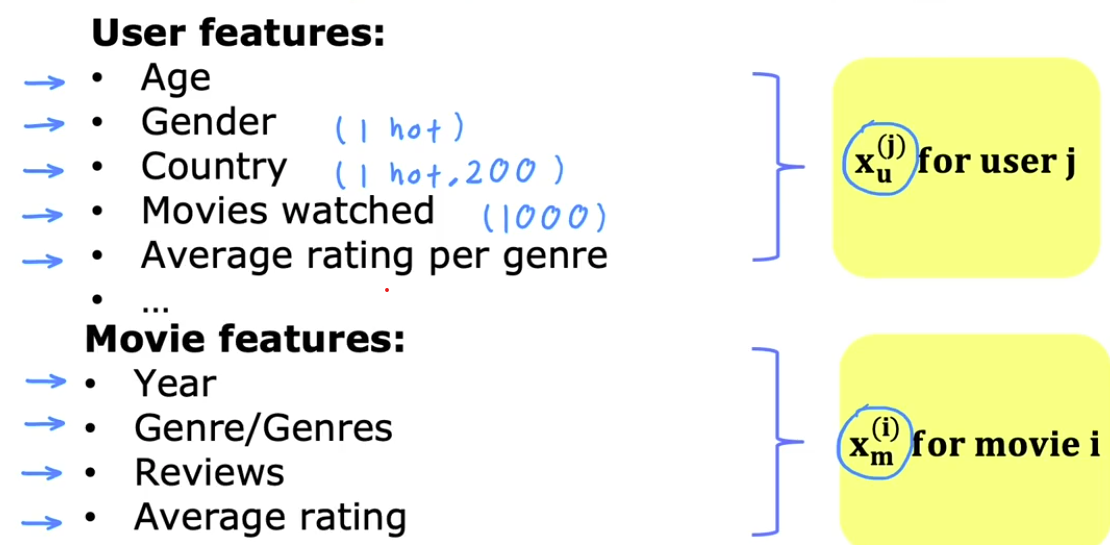 User features:
• Age
• Gender (1 hot)
• Country (1 hot, 200)
• Movies watched (1000)
• Average rating per genre
• ...
x_u^(j) for user j
Movie features:
• Year
• Genre/Genres
• Reviews
• Average rating
x_m^(i) for movie i